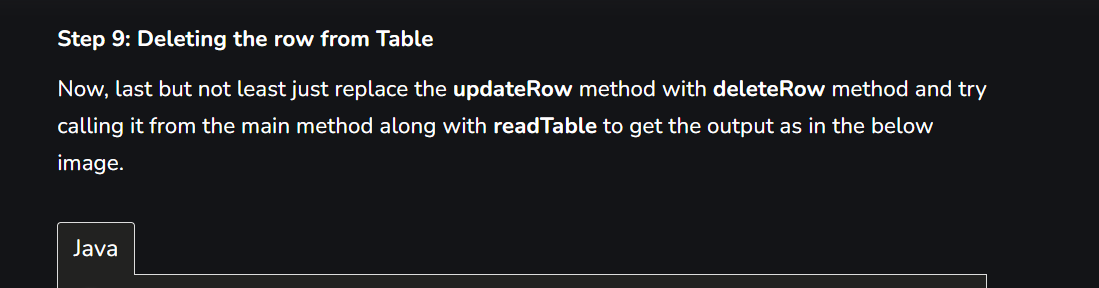 Step 9: Deleting the row from Table
Now, last but not least just replace the updateRow method with deleteRow method and try
calling it from the main method along with readTable to get the output as in the below
image.
Java